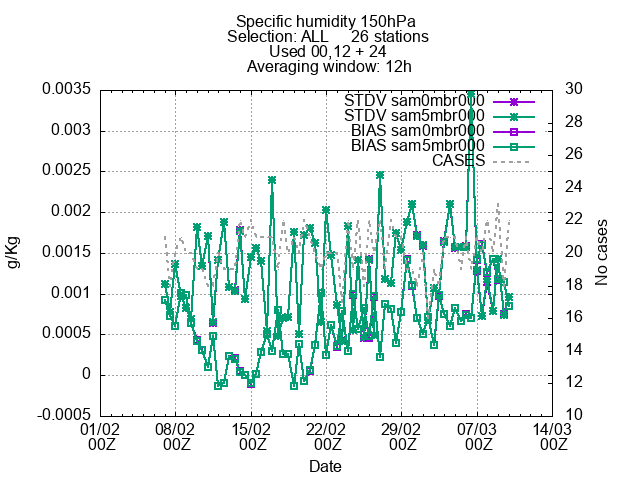 Specific humidity 150hPa
Selection: ALL 26 stations
Used 00,12 + 24
Averaging window: 12h
STDV sam0mbr000
STDV sam5mbr000
BIAS sam0mbr000
BIAS sam5mbr000
CASES
0.0035
0.003
0.0025
0.002
0.0015
0.001
0.0005
0
-0.0005
g/Kg
30
28
26
24
22
20
18
16
14
12
10
No cases
01/02 08/02 15/02 22/02 29/02 07/03 14/03
00Z 00Z 00Z 00Z 00Z 00Z 00Z
Date